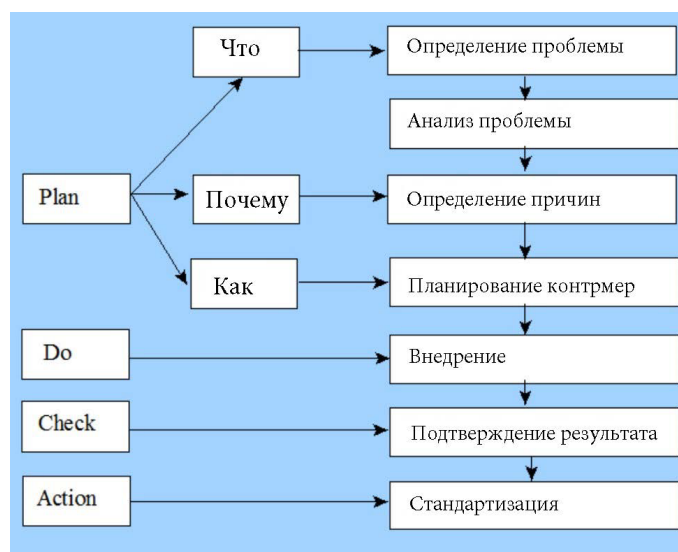 Что
Определение проблемы
Анализ проблемы
Plan
Почему
Определение причин
Как
Планирование контрмер
Do
Внедрение
Check
Подтверждение результата
Action
Стандартизация